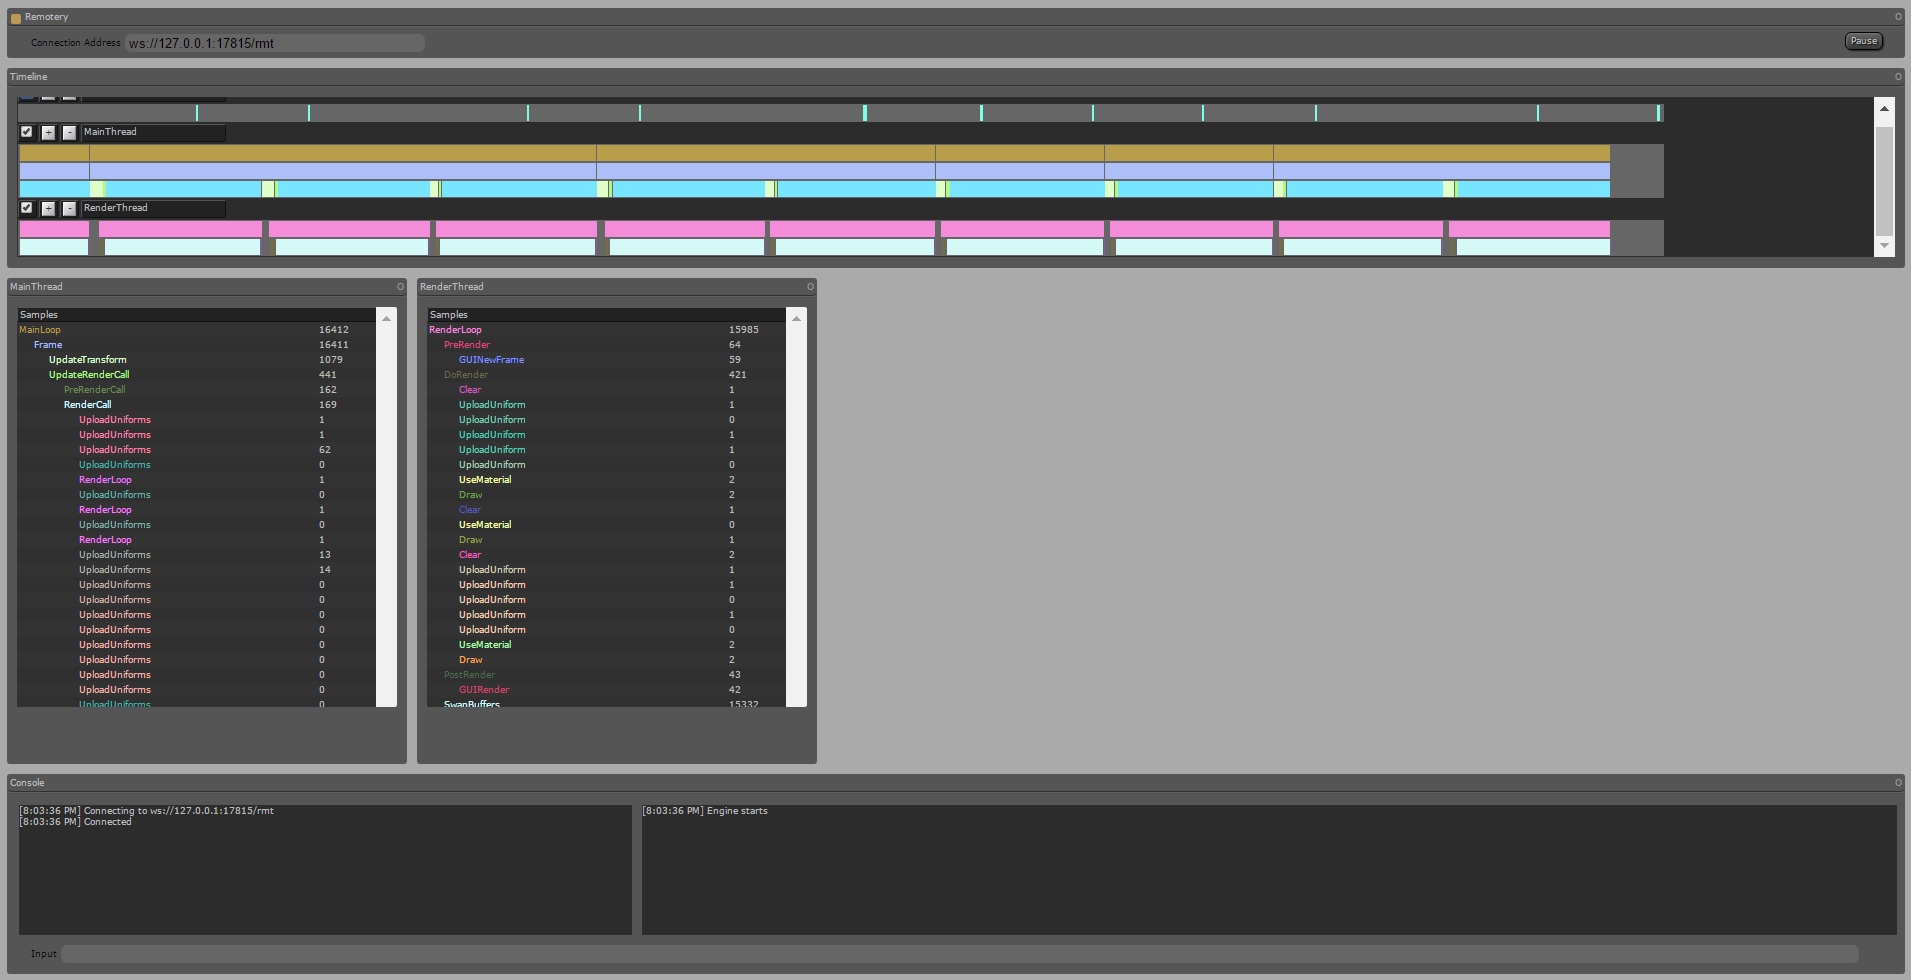 Remotery O
Connection Address ws://127.0.0.1:17815/rmt Pause
Timeline O
+ - MainThread
+ - RenderThread
MainThread O
Samples
MainLoop 16412
Frame 16411
UpdateTransform 1079
UpdateRenderCall 441
PreRenderCall 162
RenderCall 169
UploadUniforms 1
UploadUniforms 1
UploadUniforms 62
UploadUniforms 0
RenderLoop 1
UploadUniforms 0
RenderLoop 1
UploadUniforms 0
RenderLoop 1
UploadUniforms 13
UploadUniforms 14
UploadUniforms 0
UploadUniforms 0
UploadUniforms 0
UploadUniforms 0
UploadUniforms 0
UploadUniforms 0
UploadUniforms 0
UploadUniforms 0
UploadUniforms 0
RenderThread O
Samples
RenderLoop 15985
PreRender 64
GUINewFrame 59
DoRender 421
Clear 1
UploadUniform 1
UploadUniform 0
UploadUniform 1
UploadUniform 1
UploadUniform 0
UseMaterial 2
Draw 2
Clear 1
UseMaterial 0
Draw 1
Clear 2
UploadUniform 1
UploadUniform 1
UploadUniform 0
UploadUniform 1
UploadUniform 0
UseMaterial 2
Draw 2
PostRender 43
GUIRender 42
SwapBuffers 15332
Console O
[8:03:36 PM] Connecting to ws://127.0.0.1:17815/rmt
[8:03:36 PM] Connected
[8:03:36 PM] Engine starts
Input